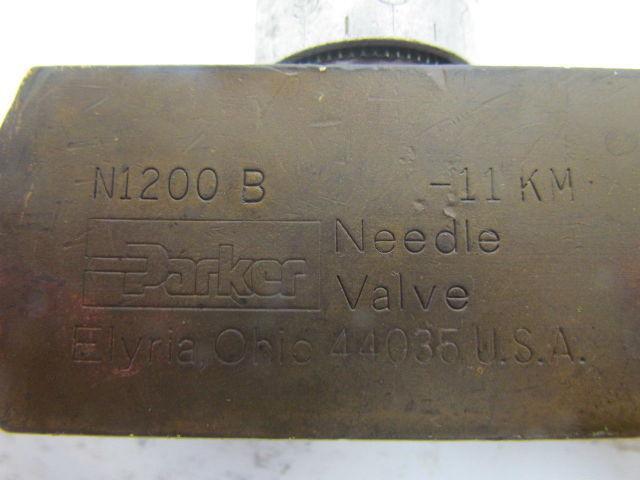 N1200 B -11 KM
Parker Needle
Valve
Elyria, Ohio 44035 U.S.A.